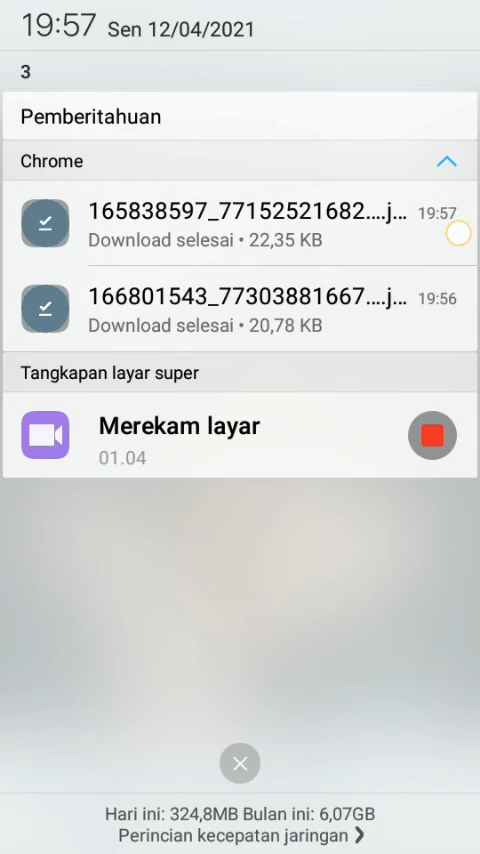 19:57 Sen 12/04/2021
3
Pemberitahuan
Chrome
165838597_77152521682....j... 19:57
Download selesai • 22,35 KB
166801543_77303881667....j... 19:56
Download selesai • 20,78 KB
Tangkapan layar super
Merekam layar
01.04
Hari ini: 324,8MB Bulan ini: 6,07GB
Perincian kecepatan jaringan ❯